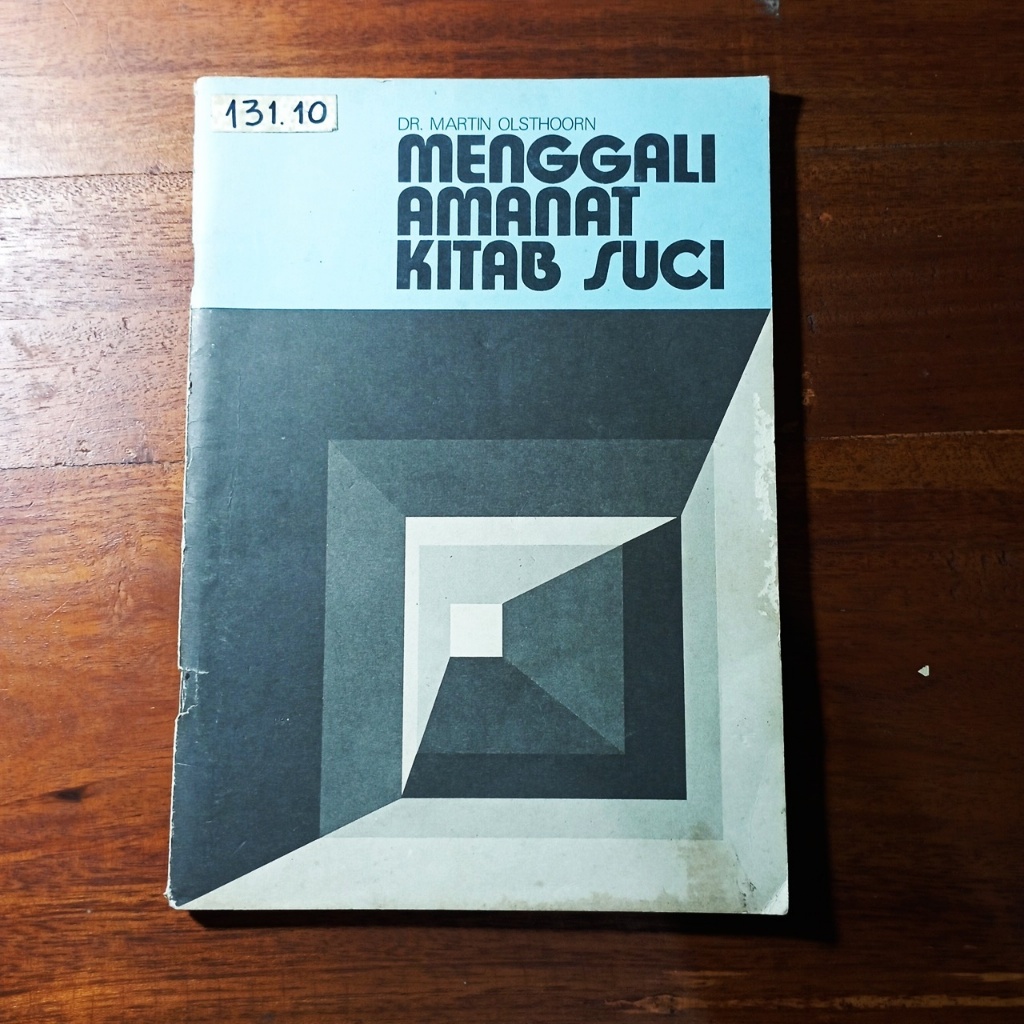 131.10
DR. MARTIN OLSTHOORN
MENGGALI
AMANAT
KITAB SUCI